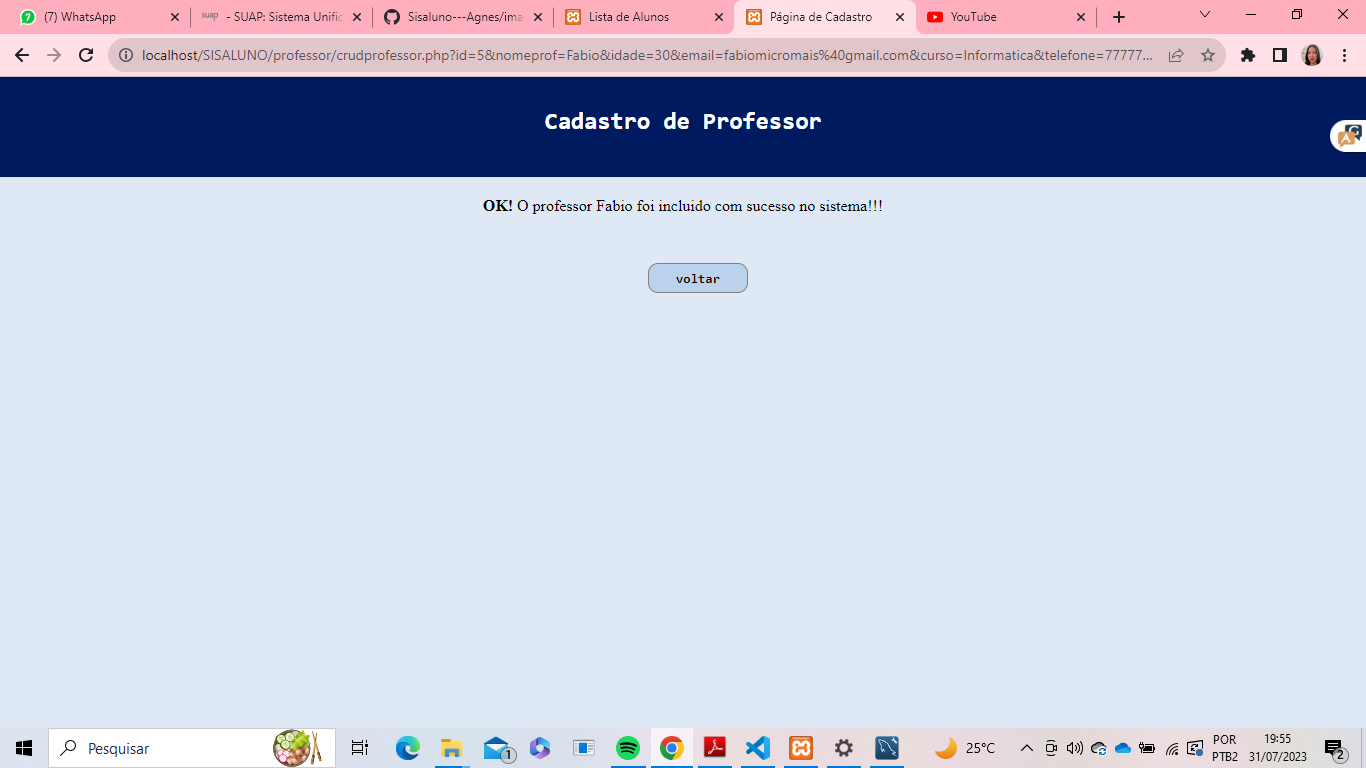 (7) WhatsApp
suap - SUAP: Sistema Unific
Sisaluno---Agnes/ima
Lista de Alunos
Página de Cadastro
YouTube
localhost/SISALUNO/professor/crudprofessor.php?id=5&nomeprof=Fabio&idade=30&email=fabiomicromais%40gmail.com&curso=Informatica&telefone=77777...
Cadastro de Professor
OK! O professor Fabio foi incluido com sucesso no sistema!!!
voltar
Pesquisar
1
25°C
POR
PTB2
19:55
31/07/2023
2